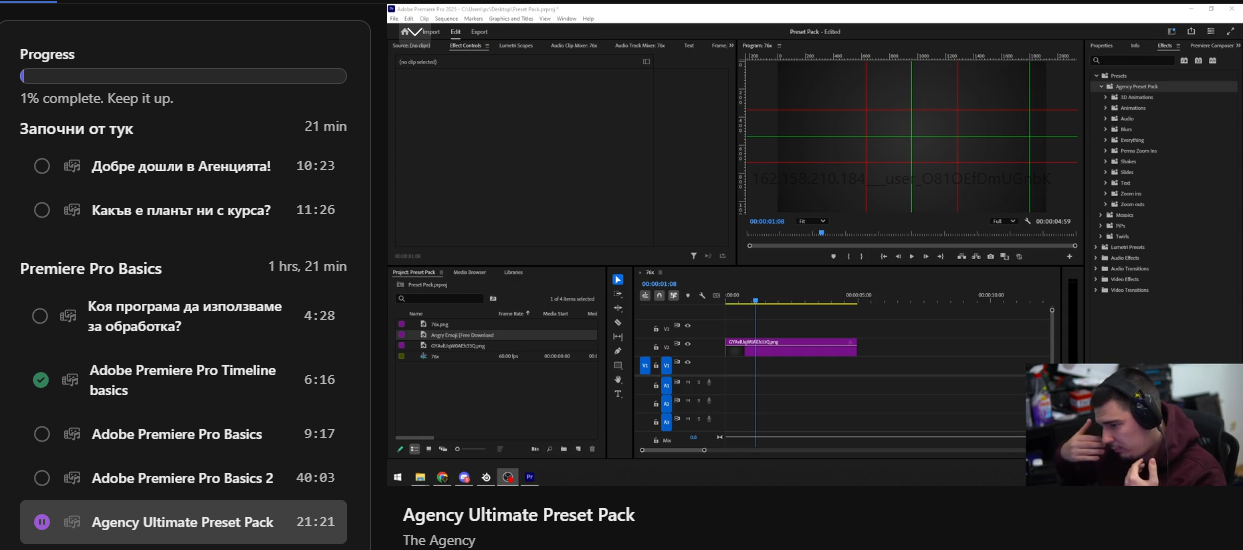 Progress
1% complete. Keep it up.
Започни от тук
21 min
Добре дошли в Агенцията!
10:23
Какъв е планът ни с курса?
11:26
Premiere Pro Basics
1 hrs, 21 min
Коя програма да използваме
за обработка?
4:28
Adobe Premiere Pro Timeline
basics
6:16
Adobe Premiere Pro Basics
9:17
Adobe Premiere Pro Basics 2
40:03
Agency Ultimate Preset Pack
21:21
Adobe Premiere Pro 2025 - C:\Users\pc\Desktop\Preset Pack.prproj *
File Edit Clip Sequence Markers Graphics and Titles View Window Help
Import Edit Export
Preset Pack - Edited
Source: (no clips)
Effect Controls
Lumetri Scopes
Audio Clip Mixer: 76x
Audio Track Mixer: 76x
Text
(no clip selected)
00:00:01:08
Program: 76x
00:00:01:08
Fit
Full
00:00:04:59
Properties
Info
Effects
Premiere Composer
Presets
Agency Preset Pack
3D Animations
Animations
Audio
Blurs
Everything
Perma Zoom ins
Shakes
Slides
Text
Zoom ins
Zoom outs
Mosaics
PiPs
Twirls
Lumetri Presets
Audio Effects
Audio Transitions
Video Effects
Video Transitions
Project: Preset Pack
Media Browser
Libraries
Preset Pack.prproj
1 of 4 items selected
Name
Frame Rate
Media Start
76x.png
Angry Emoji [Free Download
76x
60.00 fps
00:00:00:00
76x
00:00:01:08
:00:00
00:00:05:00
00:00:10:00
V3
V2
V1
V1
A1
A2
A3
Mix
0.0
Agency Ultimate Preset Pack
The Agency